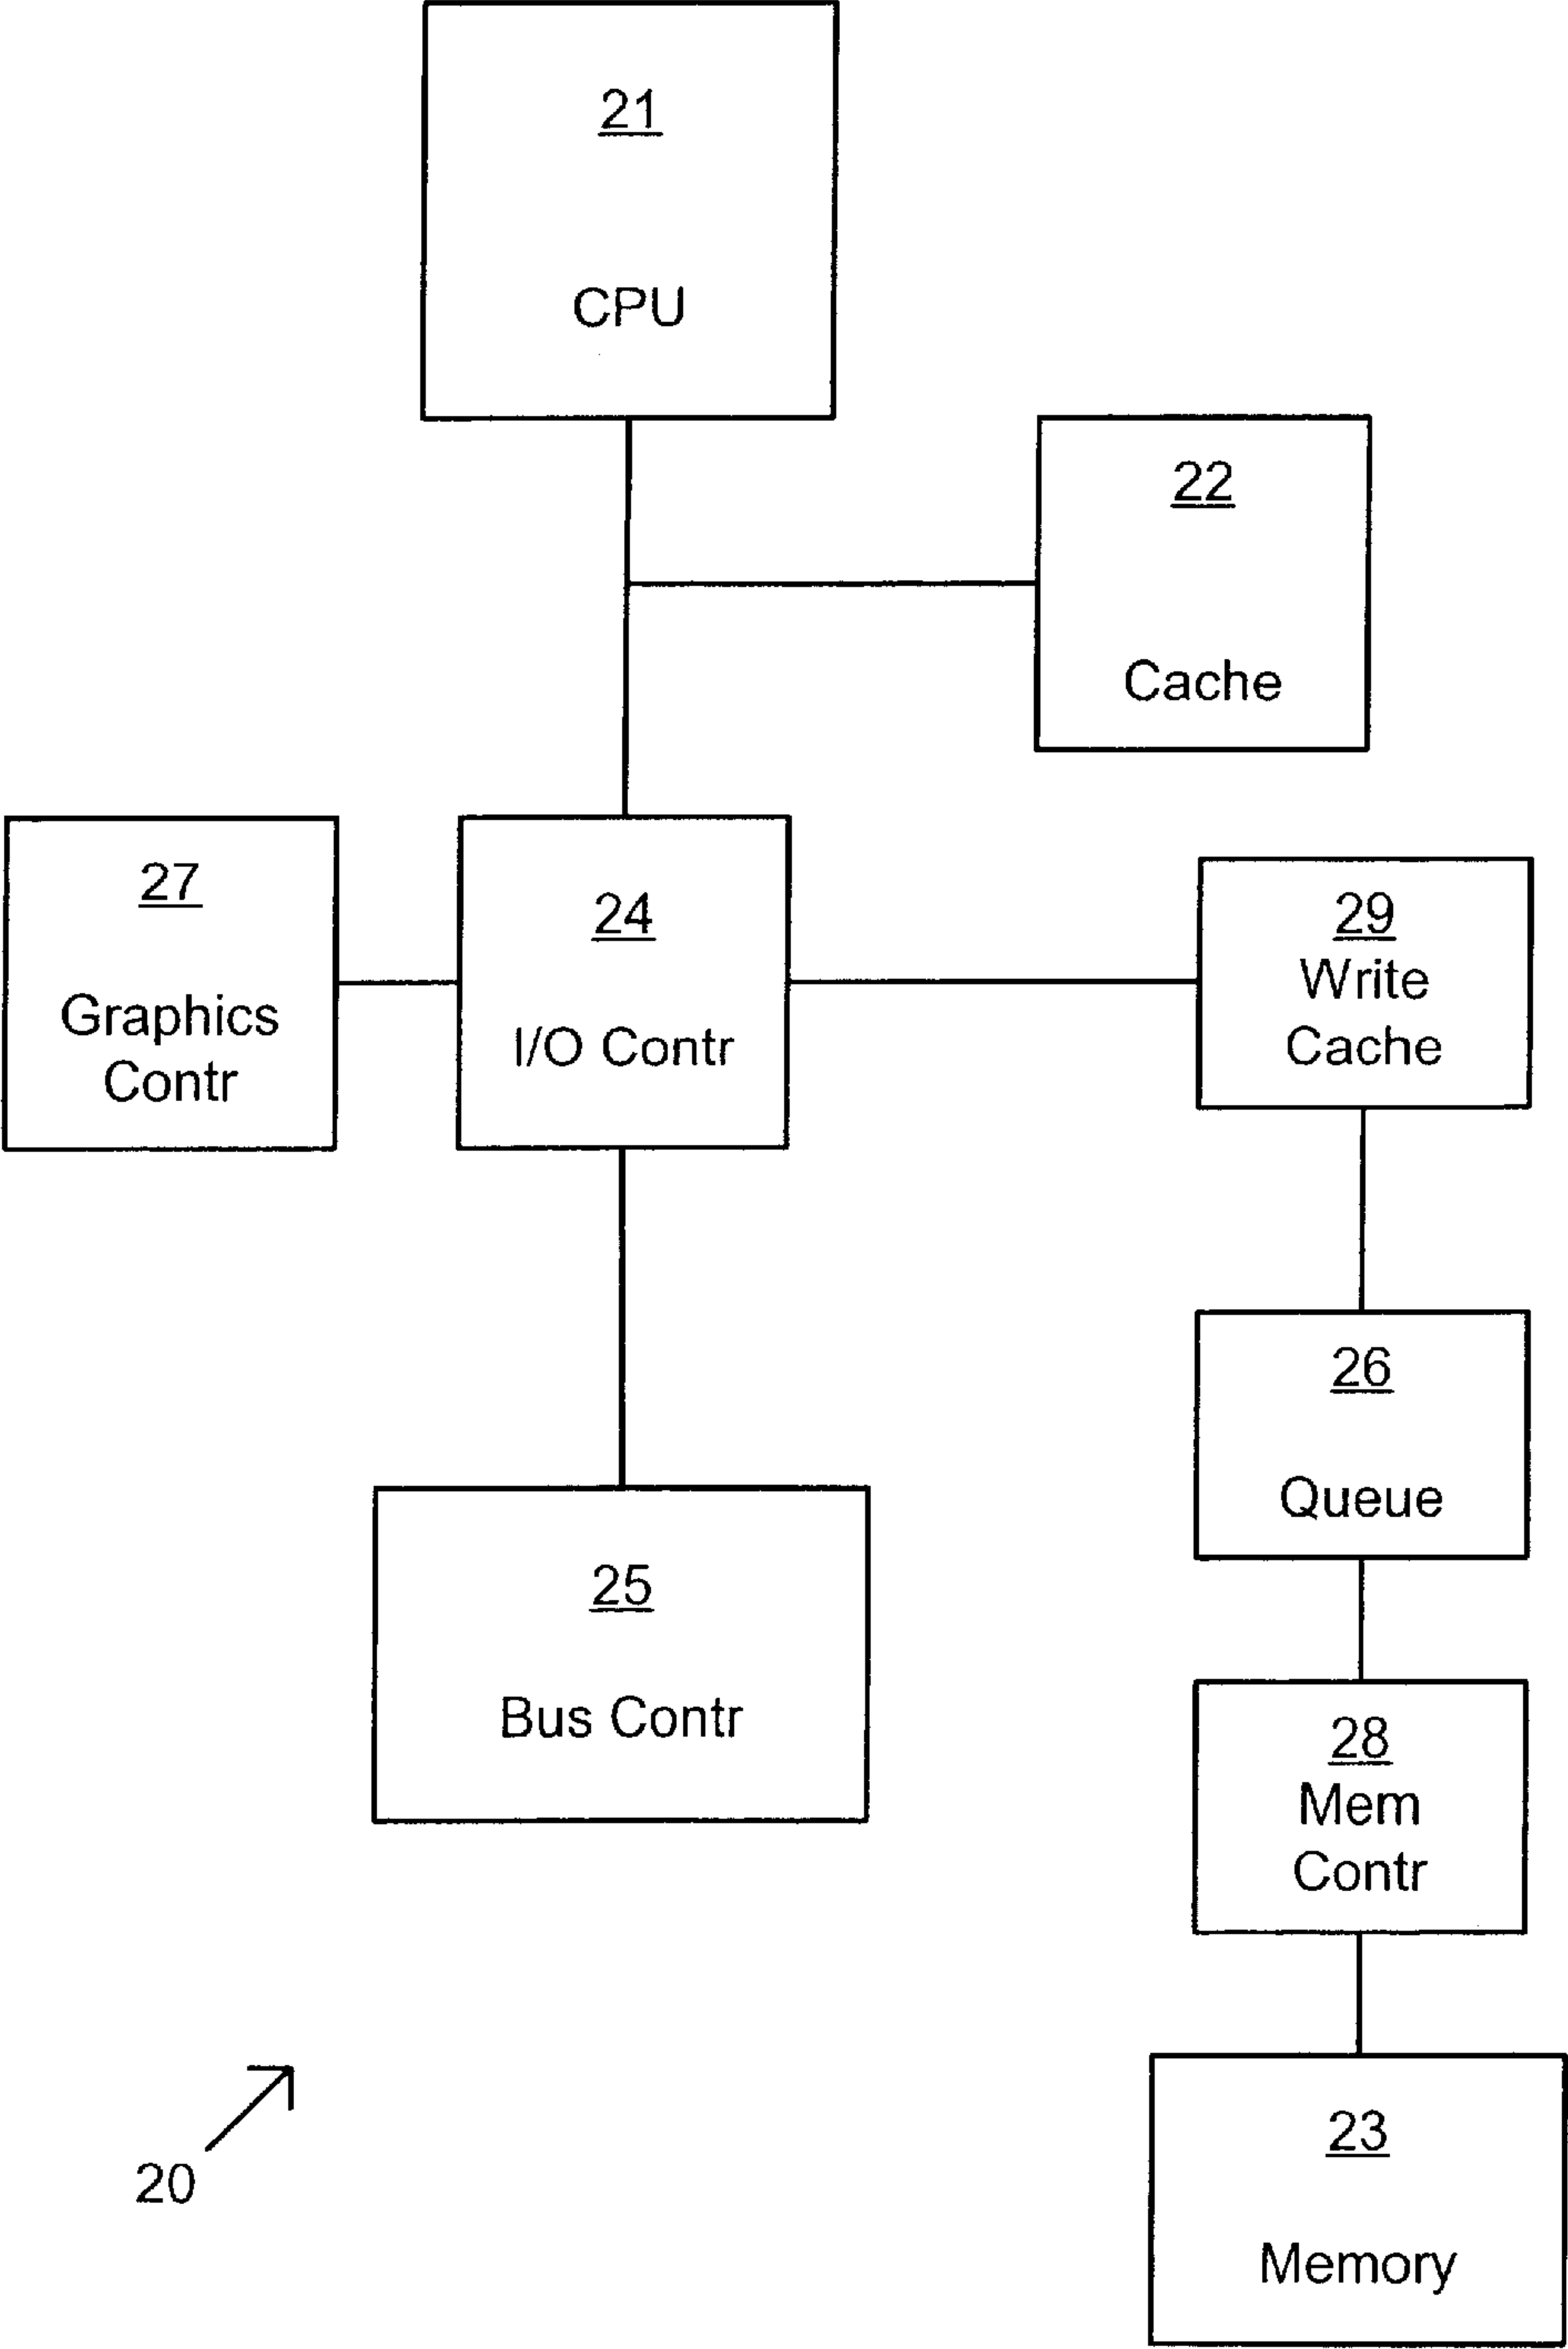 21
CPU
22
Cache
27
Graphics
Contr
24
I/O Contr
29
Write
Cache
26
Queue
25
Bus Contr
28
Mem
Contr
20
23
Memory